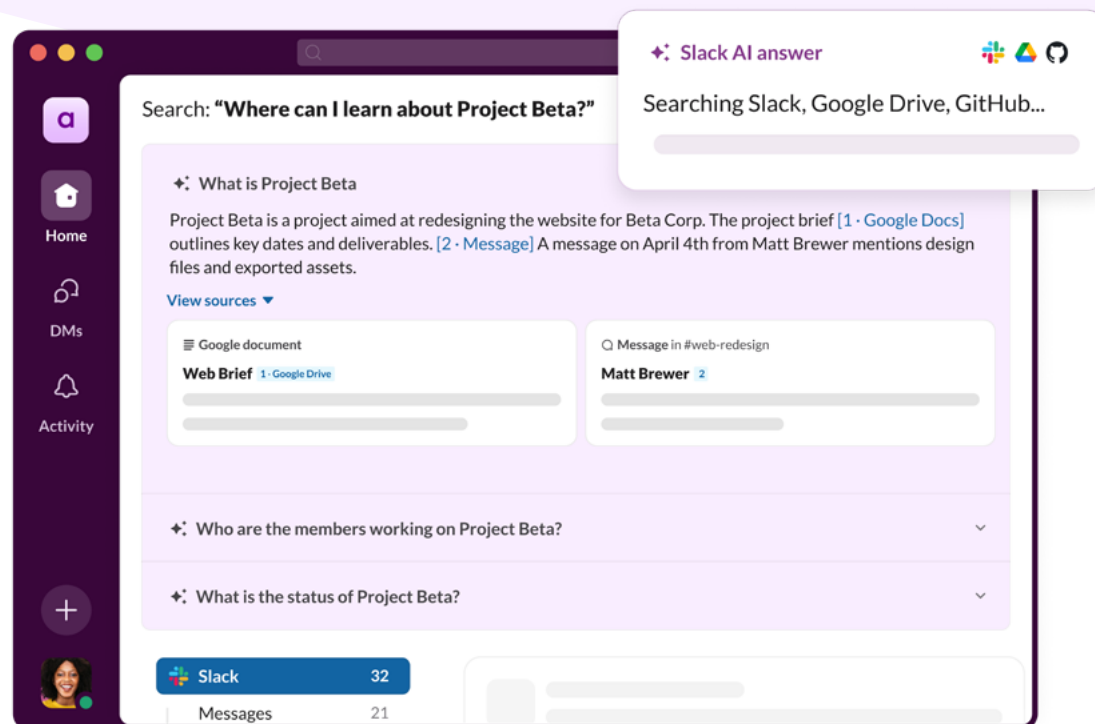 Slack AI answer
Searching Slack, Google Drive, GitHub...
Search: “Where can I learn about Project Beta?”
a
Home
DMs
Activity
What is Project Beta
Project Beta is a project aimed at redesigning the website for Beta Corp. The project brief [1 · Google Docs]
outlines key dates and deliverables. [2 · Message] A message on April 4th from Matt Brewer mentions design
files and exported assets.
View sources
Google document
Web Brief 1 · Google Drive
Message in #web-redesign
Matt Brewer 2
Who are the members working on Project Beta?
What is the status of Project Beta?
Slack 32
Messages 21